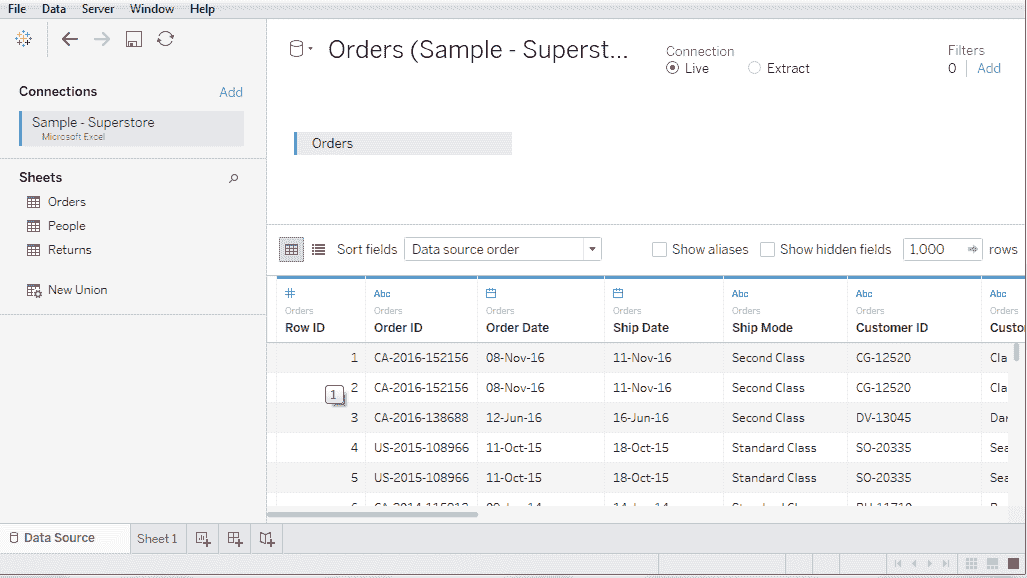 File Data Server Window Help
Orders (Sample - Superst...
Connection
Live Extract
Filters
0 Add
Connections Add
Sample - Superstore
Microsoft Excel
Orders
Sheets
Orders
People
Returns
New Union
Sort fields Data source order Show aliases Show hidden fields 1,000 rows
# Abc Abc Abc Abc
Orders Orders Orders Orders Orders Orders Orders
Row ID Order ID Order Date Ship Date Ship Mode Customer ID Custo
1 CA-2016-152156 08-Nov-16 11-Nov-16 Second Class CG-12520 Cla
2 CA-2016-152156 08-Nov-16 11-Nov-16 Second Class CG-12520 Cla
1
3 CA-2016-138688 12-Jun-16 16-Jun-16 Second Class DV-13045 Dar
4 US-2015-108966 11-Oct-15 18-Oct-15 Standard Class SO-20335 Sea
5 US-2015-108966 11-Oct-15 18-Oct-15 Standard Class SO-20335 Sea
Data Source Sheet 1